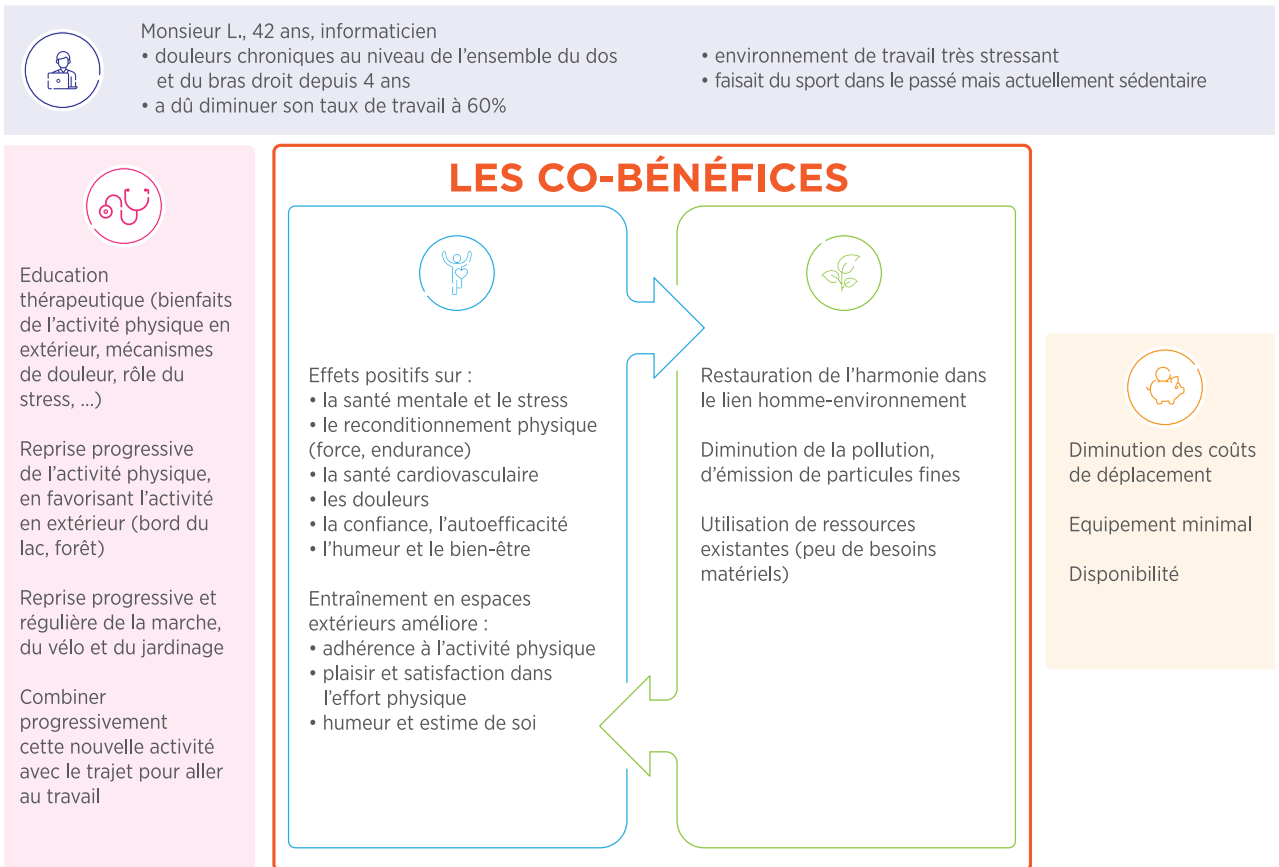 Monsieur L., 42 ans, informaticien
• douleurs chroniques au niveau de l'ensemble du dos
et du bras droit depuis 4 ans
• a dû diminuer son taux de travail à 60%
• environnement de travail très stressant
• faisait du sport dans le passé mais actuellement sédentaire
Education
thérapeutique (bienfaits
de l'activité physique en
extérieur, mécanismes
de douleur, rôle du
stress, ...)
Reprise progressive
de l'activité physique,
en favorisant l'activité
en extérieur (bord du
lac, forêt)
Reprise progressive et
régulière de la marche,
du vélo et du jardinage
Combiner
progressivement
cette nouvelle activité
avec le trajet pour aller
au travail
LES CO-BÉNÉFICES
Effets positifs sur :
• la santé mentale et le stress
• le reconditionnement physique
(force, endurance)
• la santé cardiovasculaire
• les douleurs
• la confiance, l'autoefficacité
• l'humeur et le bien-être
Entraînement en espaces
extérieurs améliore :
• adhérence à l'activité physique
• plaisir et satisfaction dans
l'effort physique
• humeur et estime de soi
Restauration de l'harmonie dans
le lien homme-environnement
Diminution de la pollution,
d'émission de particules fines
Utilisation de ressources
existantes (peu de besoins
matériels)
Diminution des coûts
de déplacement
Equipement minimal
Disponibilité